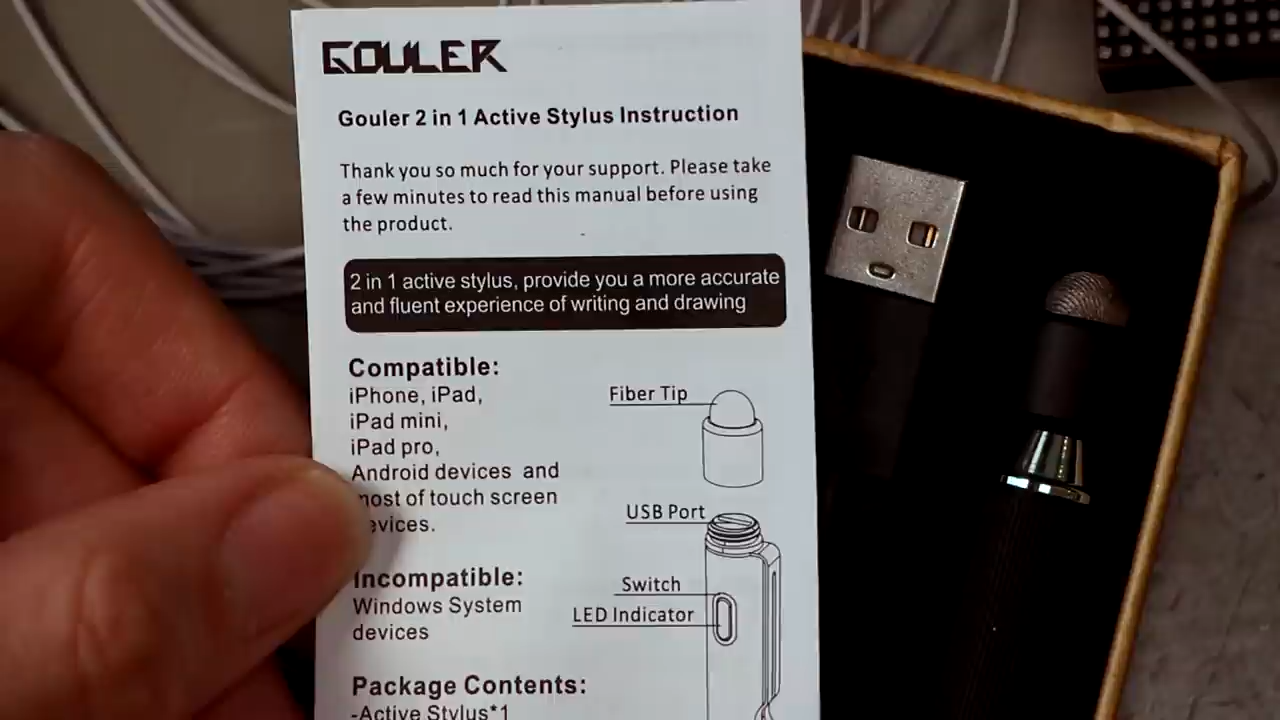 GOULER
Gouler 2 in 1 Active Stylus Instruction
Thank you so much for your support. Please take
a few minutes to read this manual before using
the product.
2 in 1 active stylus, provide you a more accurate
and fluent experience of writing and drawing
Compatible:
iPhone, iPad,
iPad mini,
iPad pro,
Android devices and
most of touch screen
devices.
Incompatible:
Windows System
devices
Package Contents:
-Active Stylus*1
Fiber Tip
USB Port
Switch
LED Indicator